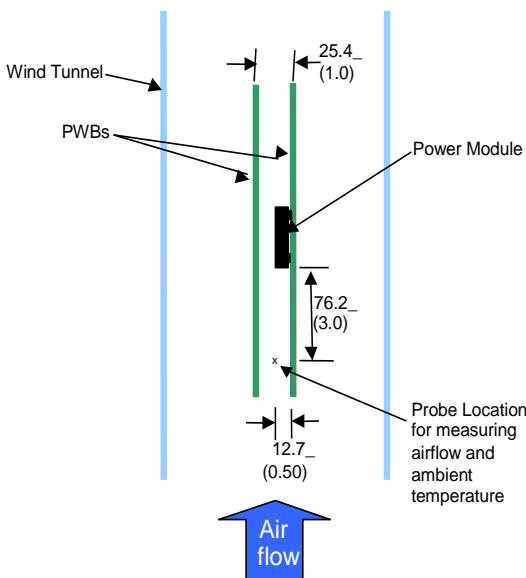 25.4_
(1.0)
Wind Tunnel
PWBs
Power Module
76.2_
(3.0)
x
Probe Location
for measuring
airflow and
ambient
temperature
12.7_
(0.50)
Air
flow